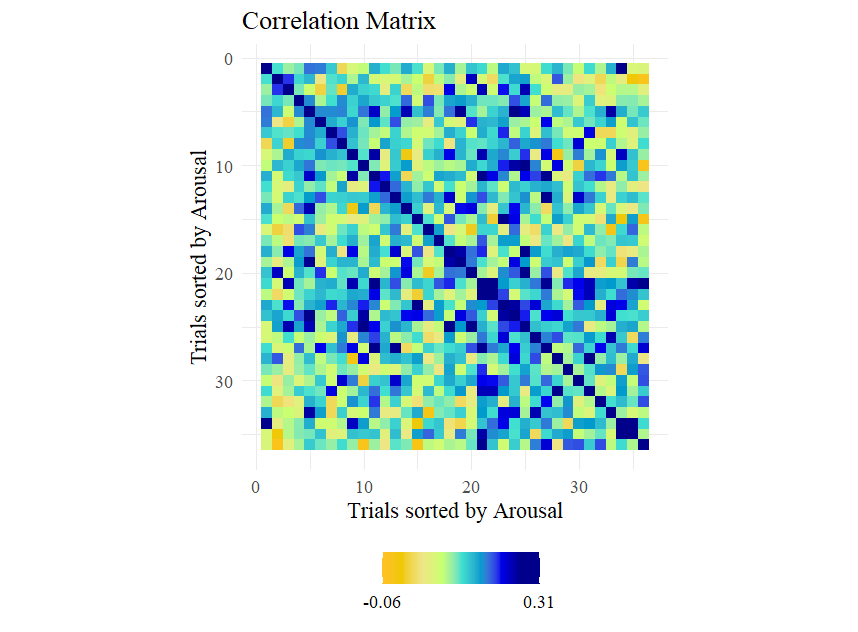 Correlation Matrix
0
10
20
30
Trials sorted by Arousal
0 10 20 30
Trials sorted by Arousal
-0.06 0.31